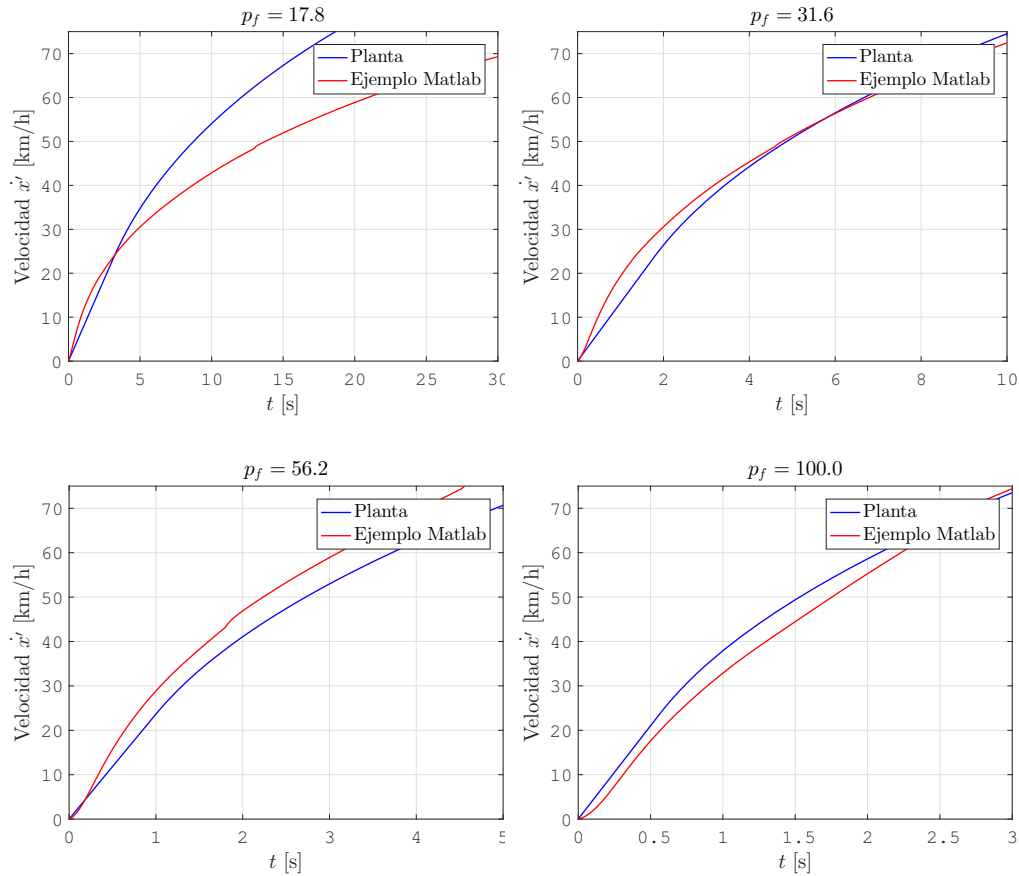 p_f = 17.8
Velocidad ẋ′ [km/h]
70
60
50
40
30
20
10
0
Planta
Ejemplo Matlab
0 5 10 15 20 25 30
t [s]
p_f = 31.6
Velocidad ẋ′ [km/h]
70
60
50
40
30
20
10
0
Planta
Ejemplo Matlab
0 2 4 6 8 10
t [s]
p_f = 56.2
Velocidad ẋ′ [km/h]
70
60
50
40
30
20
10
0
Planta
Ejemplo Matlab
0 1 2 3 4 5
t [s]
p_f = 100.0
Velocidad ẋ′ [km/h]
70
60
50
40
30
20
10
0
Planta
Ejemplo Matlab
0 0.5 1 1.5 2 2.5 3
t [s]